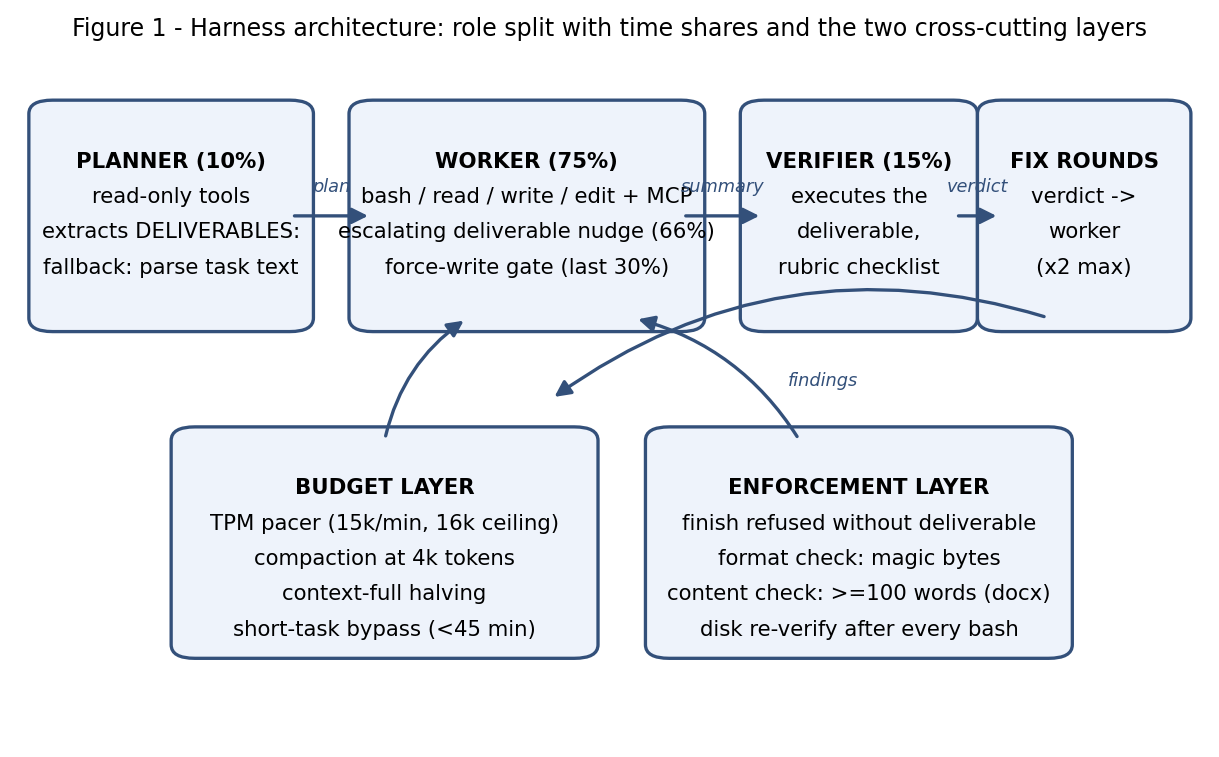 Figure 1 - Harness architecture: role split with time shares and the two cross-cutting layers
PLANNER (10%)
read-only tools
extracts DELIVERABLES:
fallback: parse task text
plan
WORKER (75%)
bash / read / write / edit + MCP
escalating deliverable nudge (66%)
force-write gate (last 30%)
summary
VERIFIER (15%)
executes the
deliverable,
rubric checklist
verdict
FIX ROUNDS
verdict ->
worker
(x2 max)
findings
BUDGET LAYER
TPM pacer (15k/min, 16k ceiling)
compaction at 4k tokens
context-full halving
short-task bypass (<45 min)
ENFORCEMENT LAYER
finish refused without deliverable
format check: magic bytes
content check: >=100 words (docx)
disk re-verify after every bash